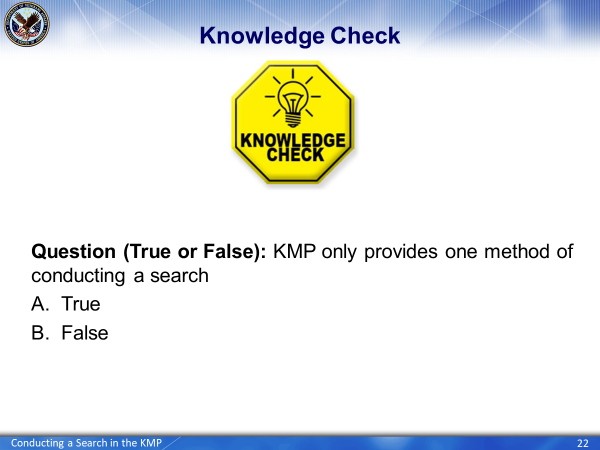 Knowledge Check
KNOWLEDGE
CHECK
Question (True or False): KMP only provides one method of
conducting a search
A. True
B. False
Conducting a Search in the KMP
22